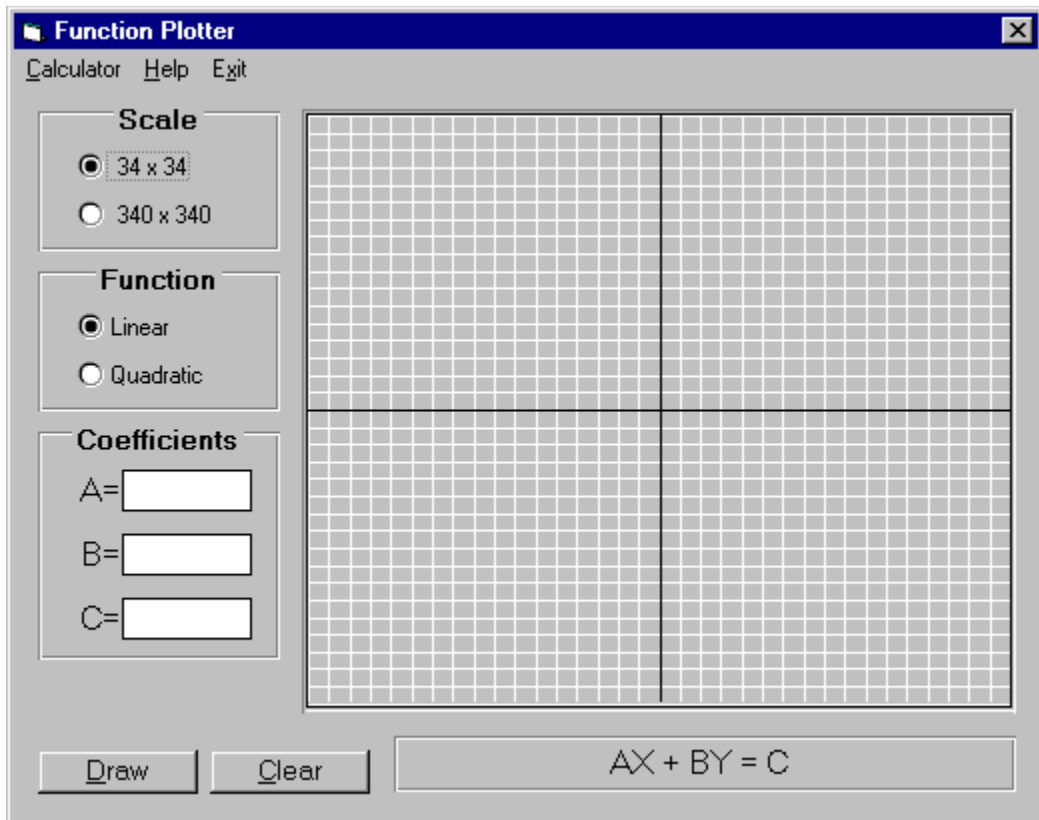 Function Plotter
Calculator Help Exit
Scale
34 x 34
340 x 340
Function
Linear
Quadratic
Coefficients
A=
B=
C=
Draw Clear AX + BY = C